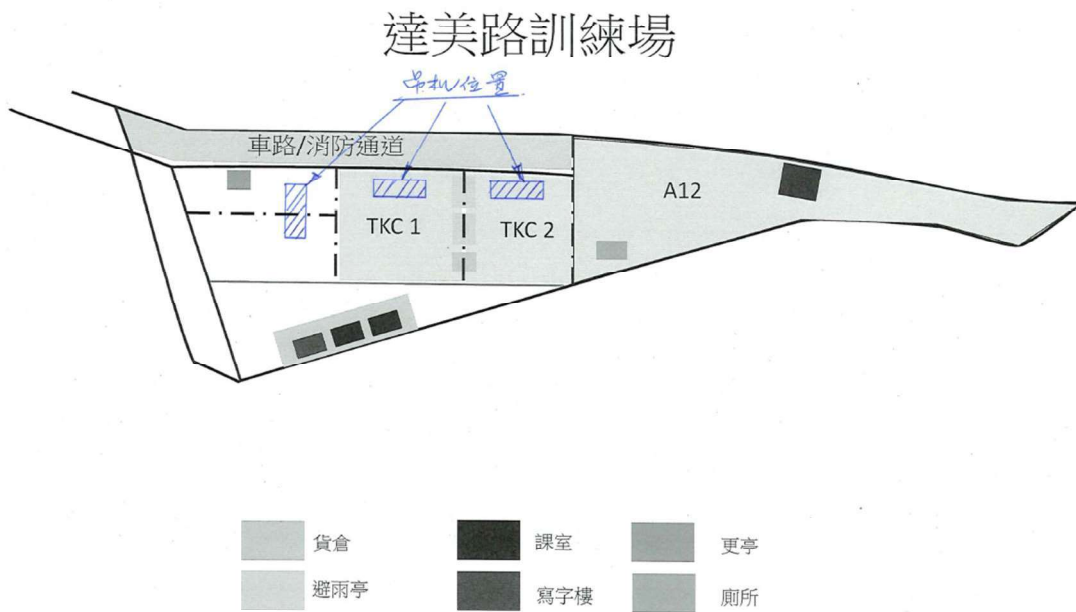 達美路訓練場
吊机位置
車路/消防通道
TKC 1
TKC 2
A12
貨倉
課室
更亭
避雨亭
寫字樓
廁所